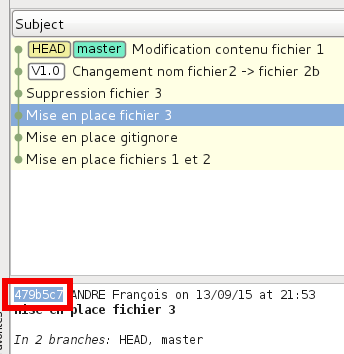 Subject
HEAD master Modification contenu fichier 1
V1.0 Changement nom fichier2 -> fichier 2b
Suppression fichier 3
Mise en place fichier 3
Mise en place gitignore
Mise en place fichiers 1 et 2
479b5c7 ANDRE François on 13/09/15 at 21:53
Mise en place fichier 3
In 2 branches: HEAD, master